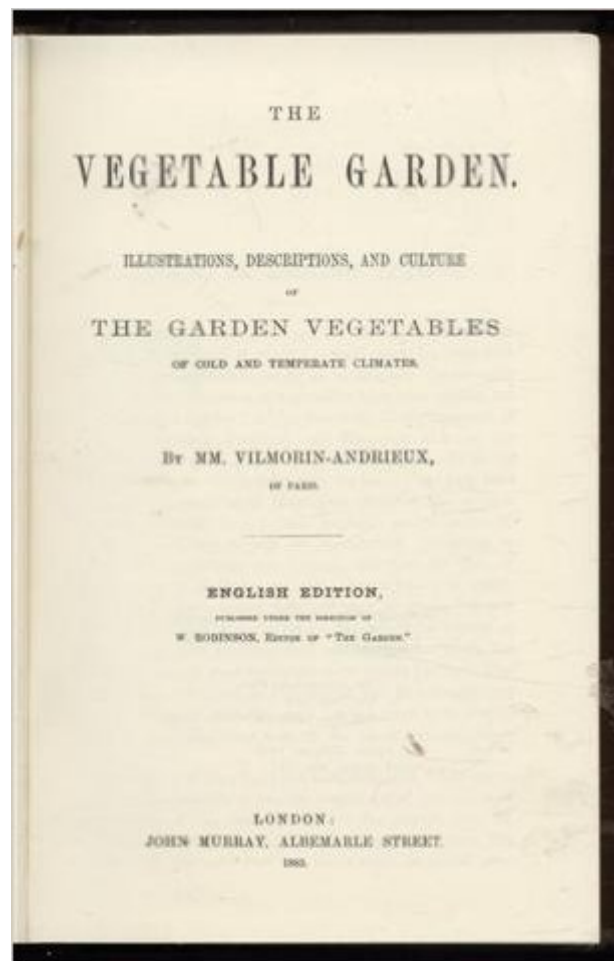 THE
VEGETABLE GARDEN.
ILLUSTRATIONS, DESCRIPTIONS, AND CULTURE
OF
THE GARDEN VEGETABLES
OF COLD AND TEMPERATE CLIMATES.
BY MM. VILMORIN-ANDRIEUX,
OF PARIS.
ENGLISH EDITION,
PUBLISHED UNDER THE DIRECTION OF
W. ROBINSON, EDITOR OF "THE GARDEN."
LONDON:
JOHN MURRAY, ALBEMARLE STREET.